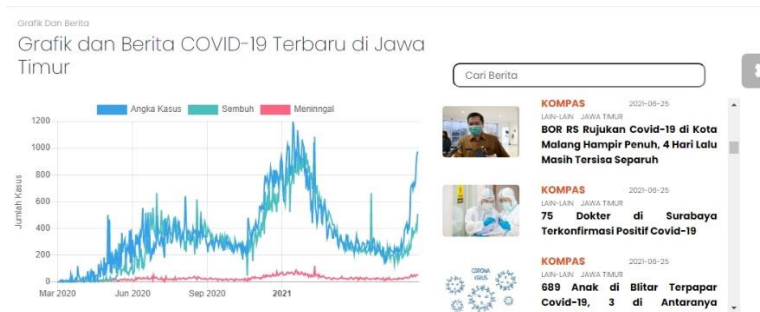 Grafik Dan Berita
Grafik dan Berita COVID-19 Terbaru di Jawa
Timur
Angka Kasus
Sembuh
Meninngal
Jumlah Kasus
1200
1000
800
600
400
200
0
Mar 2020
Jun 2020
Sep 2020
2021
Cari Berita
KOMPAS 2021-06-25
LAIN-LAIN JAWA TIMUR
BOR RS Rujukan Covid-19 di Kota
Malang Hampir Penuh, 4 Hari Lalu
Masih Tersisa Separuh
KOMPAS 2021-06-25
LAIN-LAIN JAWA TIMUR
75 Dokter di Surabaya
Terkonfirmasi Positif Covid-19
CORONA
VIRUS
KOMPAS 2021-06-25
LAIN-LAIN JAWA TIMUR
689 Anak di Blitar Terpapar
Covid-19, 3 di Antaranya